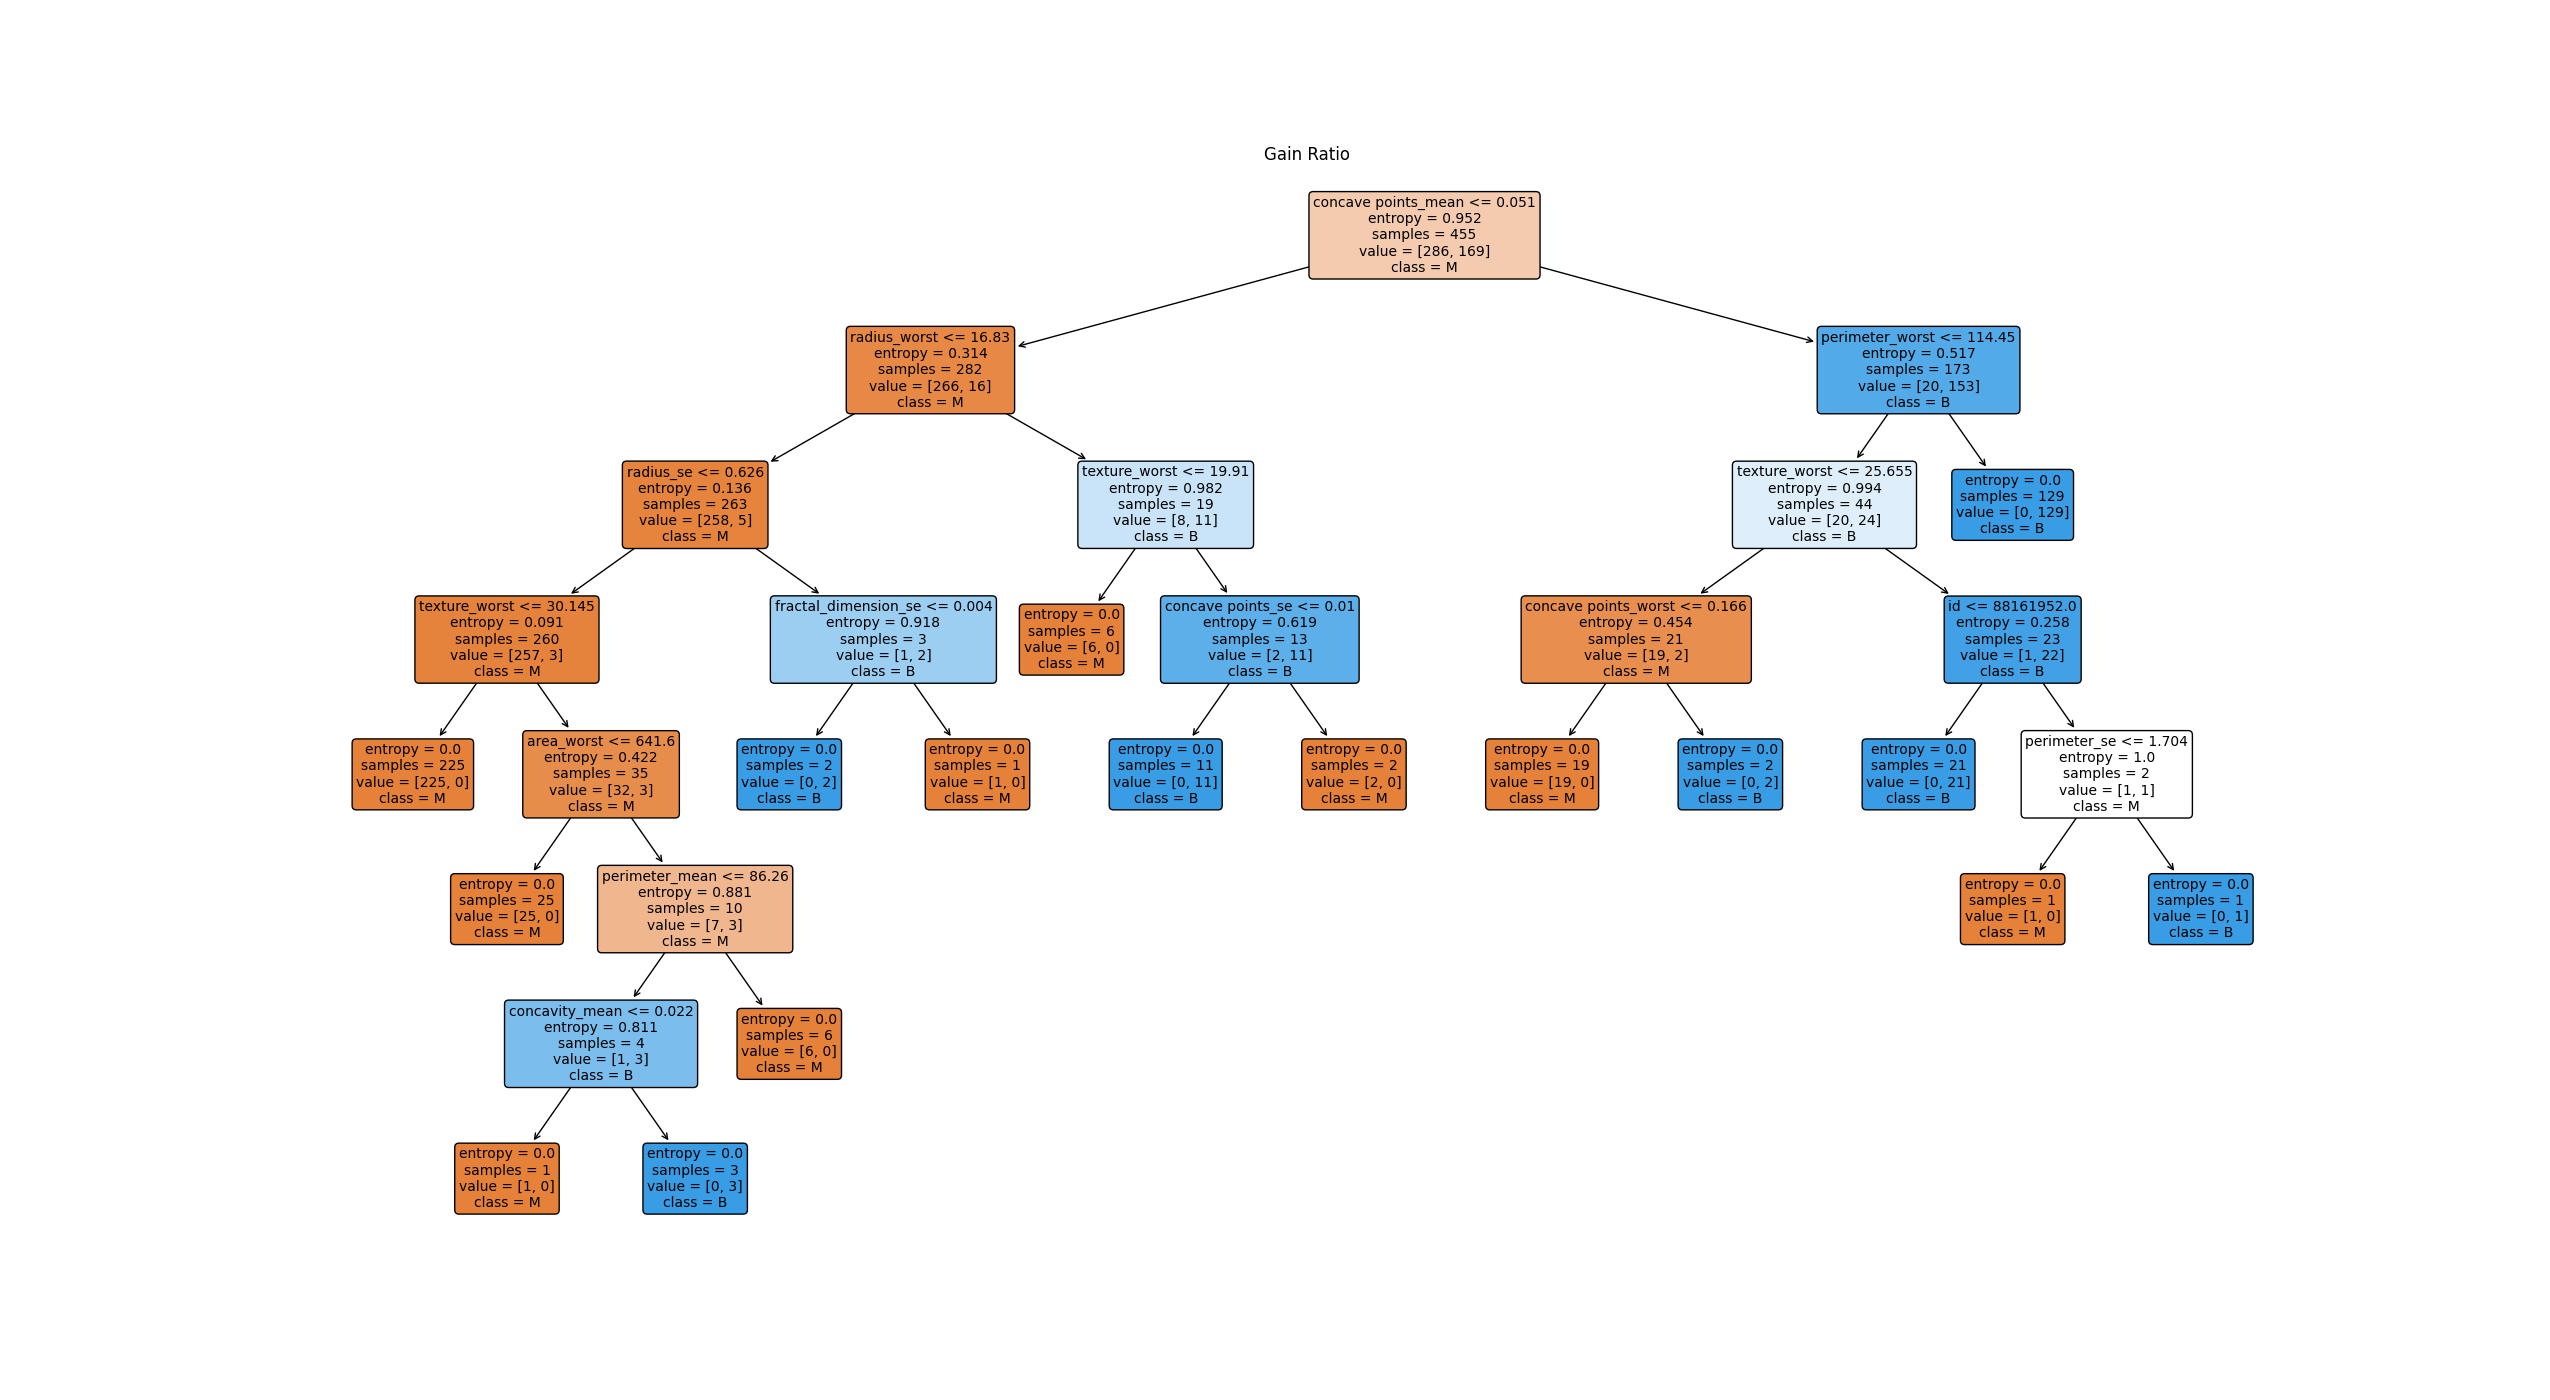 Gain Ratio
concave points_mean <= 0.051
entropy = 0.952
samples = 455
value = [286, 169]
class = M
radius_worst <= 16.83
entropy = 0.314
samples = 282
value = [266, 16]
class = M
perimeter_worst <= 114.45
entropy = 0.517
samples = 173
value = [20, 153]
class = B
radius_se <= 0.626
entropy = 0.136
samples = 263
value = [258, 5]
class = M
texture_worst <= 19.91
entropy = 0.982
samples = 19
value = [8, 11]
class = B
texture_worst <= 25.655
entropy = 0.994
samples = 44
value = [20, 24]
class = B
entropy = 0.0
samples = 129
value = [0, 129]
class = B
texture_worst <= 30.145
entropy = 0.091
samples = 260
value = [257, 3]
class = M
fractal_dimension_se <= 0.004
entropy = 0.918
samples = 3
value = [1, 2]
class = B
entropy = 0.0
samples = 6
value = [6, 0]
class = M
concave points_se <= 0.01
entropy = 0.619
samples = 13
value = [2, 11]
class = B
concave points_worst <= 0.166
entropy = 0.454
samples = 21
value = [19, 2]
class = M
id <= 88161952.0
entropy = 0.258
samples = 23
value = [1, 22]
class = B
entropy = 0.0
samples = 225
value = [225, 0]
class = M
area_worst <= 641.6
entropy = 0.422
samples = 35
value = [32, 3]
class = M
entropy = 0.0
samples = 2
value = [0, 2]
class = B
entropy = 0.0
samples = 1
value = [1, 0]
class = M
entropy = 0.0
samples = 11
value = [0, 11]
class = B
entropy = 0.0
samples = 2
value = [2, 0]
class = M
entropy = 0.0
samples = 19
value = [19, 0]
class = M
entropy = 0.0
samples = 2
value = [0, 2]
class = B
entropy = 0.0
samples = 21
value = [0, 21]
class = B
perimeter_se <= 1.704
entropy = 1.0
samples = 2
value = [1, 1]
class = M
entropy = 0.0
samples = 25
value = [25, 0]
class = M
perimeter_mean <= 86.26
entropy = 0.881
samples = 10
value = [7, 3]
class = M
entropy = 0.0
samples = 1
value = [1, 0]
class = M
entropy = 0.0
samples = 1
value = [0, 1]
class = B
concavity_mean <= 0.022
entropy = 0.811
samples = 4
value = [1, 3]
class = B
entropy = 0.0
samples = 6
value = [6, 0]
class = M
entropy = 0.0
samples = 1
value = [1, 0]
class = M
entropy = 0.0
samples = 3
value = [0, 3]
class = B